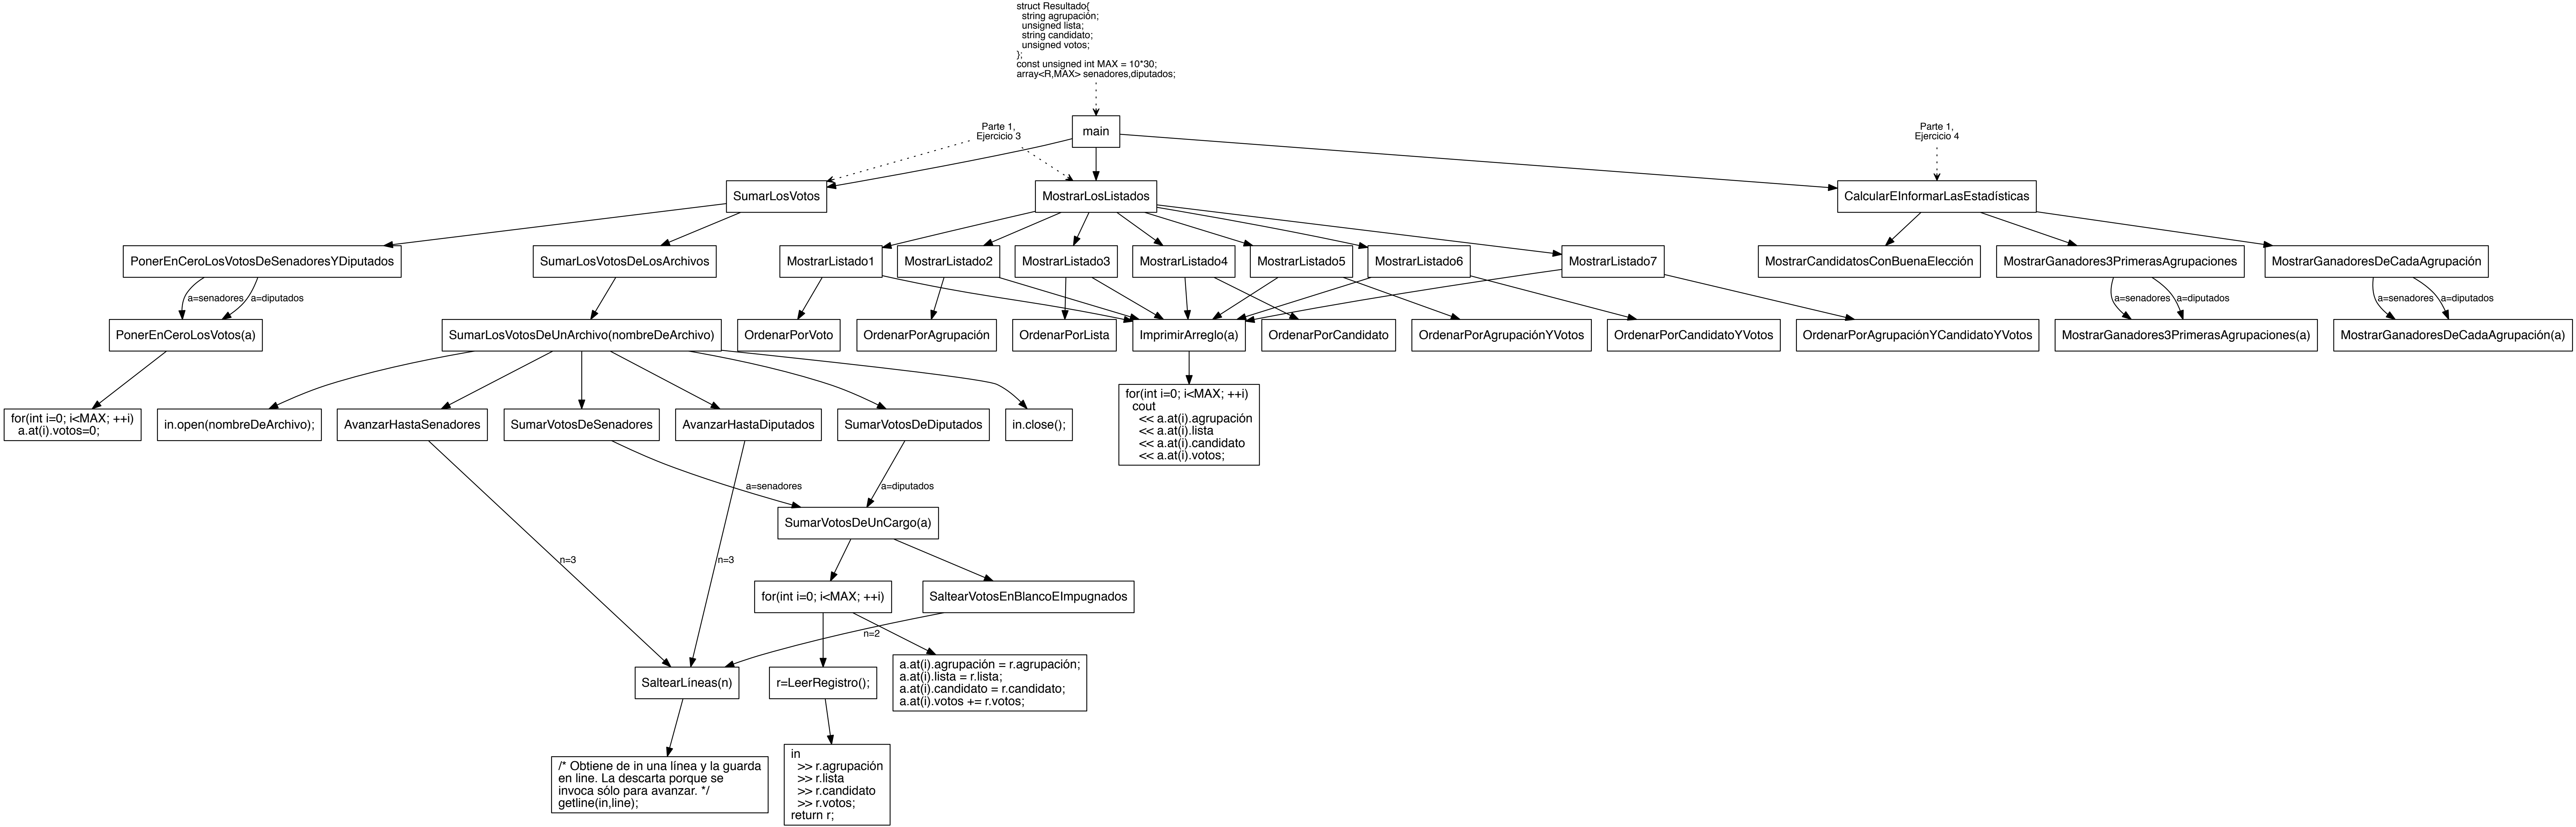 struct Resultado{
string agrupación;
unsigned lista;
string candidato;
unsigned votos;
};
const unsigned int MAX = 10*30;
array<R,MAX> senadores,diputados;
Parte 1,
Ejercicio 3
main
Parte 1,
Ejercicio 4
SumarLosVotos
MostrarLosListados
CalcularEInformarLasEstadísticas
PonerEnCeroLosVotosDeSenadoresYDiputados
SumarLosVotosDeLosArchivos
MostrarListado1
MostrarListado2
MostrarListado3
MostrarListado4
MostrarListado5
MostrarListado6
MostrarListado7
MostrarCandidatosConBuenaElección
MostrarGanadores3PrimerasAgrupaciones
MostrarGanadoresDeCadaAgrupación
a=senadores
a=diputados
a=senadores
a=diputados
a=senadores
a=diputados
PonerEnCeroLosVotos(a)
SumarLosVotosDeUnArchivo(nombreDeArchivo)
OrdenarPorVoto
OrdenarPorAgrupación
OrdenarPorLista
ImprimirArreglo(a)
OrdenarPorCandidato
OrdenarPorAgrupaciónYVotos
OrdenarPorCandidatoYVotos
OrdenarPorAgrupaciónYCandidatoYVotos
MostrarGanadores3PrimerasAgrupaciones(a)
MostrarGanadoresDeCadaAgrupación(a)
for(int i=0; i<MAX; ++i)
a.at(i).votos=0;
in.open(nombreDeArchivo);
AvanzarHastaSenadores
SumarVotosDeSenadores
AvanzarHastaDiputados
SumarVotosDeDiputados
in.close();
for(int i=0; i<MAX; ++i)
cout
<< a.at(i).agrupación
<< a.at(i).lista
<< a.at(i).candidato
<< a.at(i).votos;
a=senadores
a=diputados
SumarVotosDeUnCargo(a)
n=3
n=3
for(int i=0; i<MAX; ++i)
SaltearVotosEnBlancoEImpugnados
n=2
SaltearLíneas(n)
r=LeerRegistro();
a.at(i).agrupación = r.agrupación;
a.at(i).lista = r.lista;
a.at(i).candidato = r.candidato;
a.at(i).votos += r.votos;
/* Obtiene de in una línea y la guarda
en line. La descarta porque se
invoca sólo para avanzar. */
getline(in,line);
in
>> r.agrupación
>> r.lista
>> r.candidato
>> r.votos;
return r;